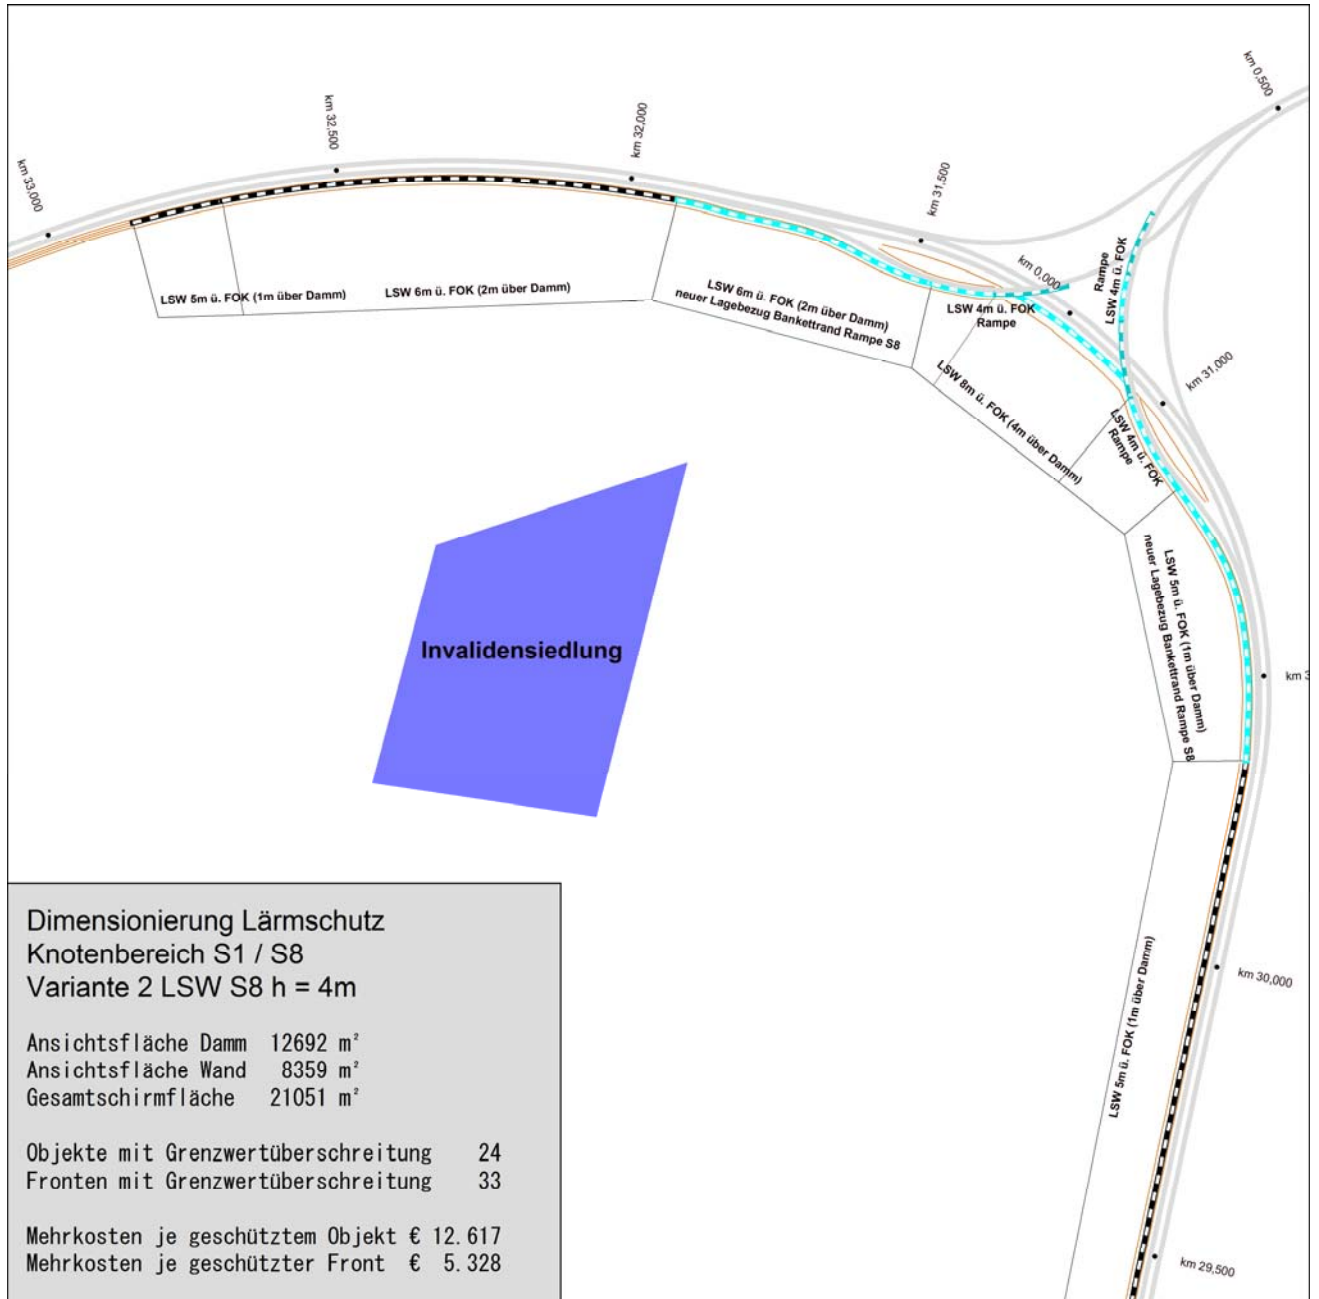 km 0,500
km 32,500
km 32,000
km 33,000
km 31,500
km 0,000
Rampe
LSW 4m ü. FOK
LSW 5m ü. FOK (1m über Damm)
LSW 6m ü. FOK (2m über Damm)
LSW 6m ü. FOK (2m über Damm)
neuer Lagebezug Bankettrand Rampe S8
LSW 4m ü. FOK
Rampe
km 31,000
LSW 8m ü. FOK (4m über Damm)
LSW 4m ü. FOK
Rampe
LSW 5m ü. FOK (1m über Damm)
neuer Lagebezug Bankettrand Rampe S8
Invalidensiedlung
km 3
LSW 5m ü. FOK (1m über Damm)
km 30,000
km 29,500
Dimensionierung Lärmschutz
Knotenbereich S1 / S8
Variante 2 LSW S8 h = 4m
Ansichtsfläche Damm 12692 m²
Ansichtsfläche Wand 8359 m²
Gesamtschirmfläche 21051 m²
Objekte mit Grenzwertüberschreitung 24
Fronten mit Grenzwertüberschreitung 33
Mehrkosten je geschütztem Objekt € 12.617
Mehrkosten je geschützter Front € 5.328